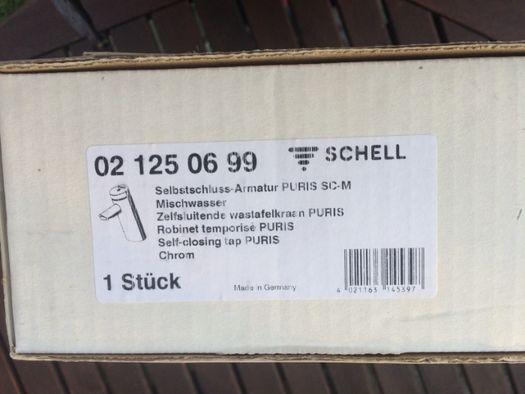 02 125 06 99
SCHELL
Selbstschluss-Armatur PURIS SC-M
Mischwasser
Zelfsluitende wastafelkraan PURIS
Robinet temporisé PURIS
Self-closing tap PURIS
Chrom
1 Stück
Made in Germany
4 021163 145397